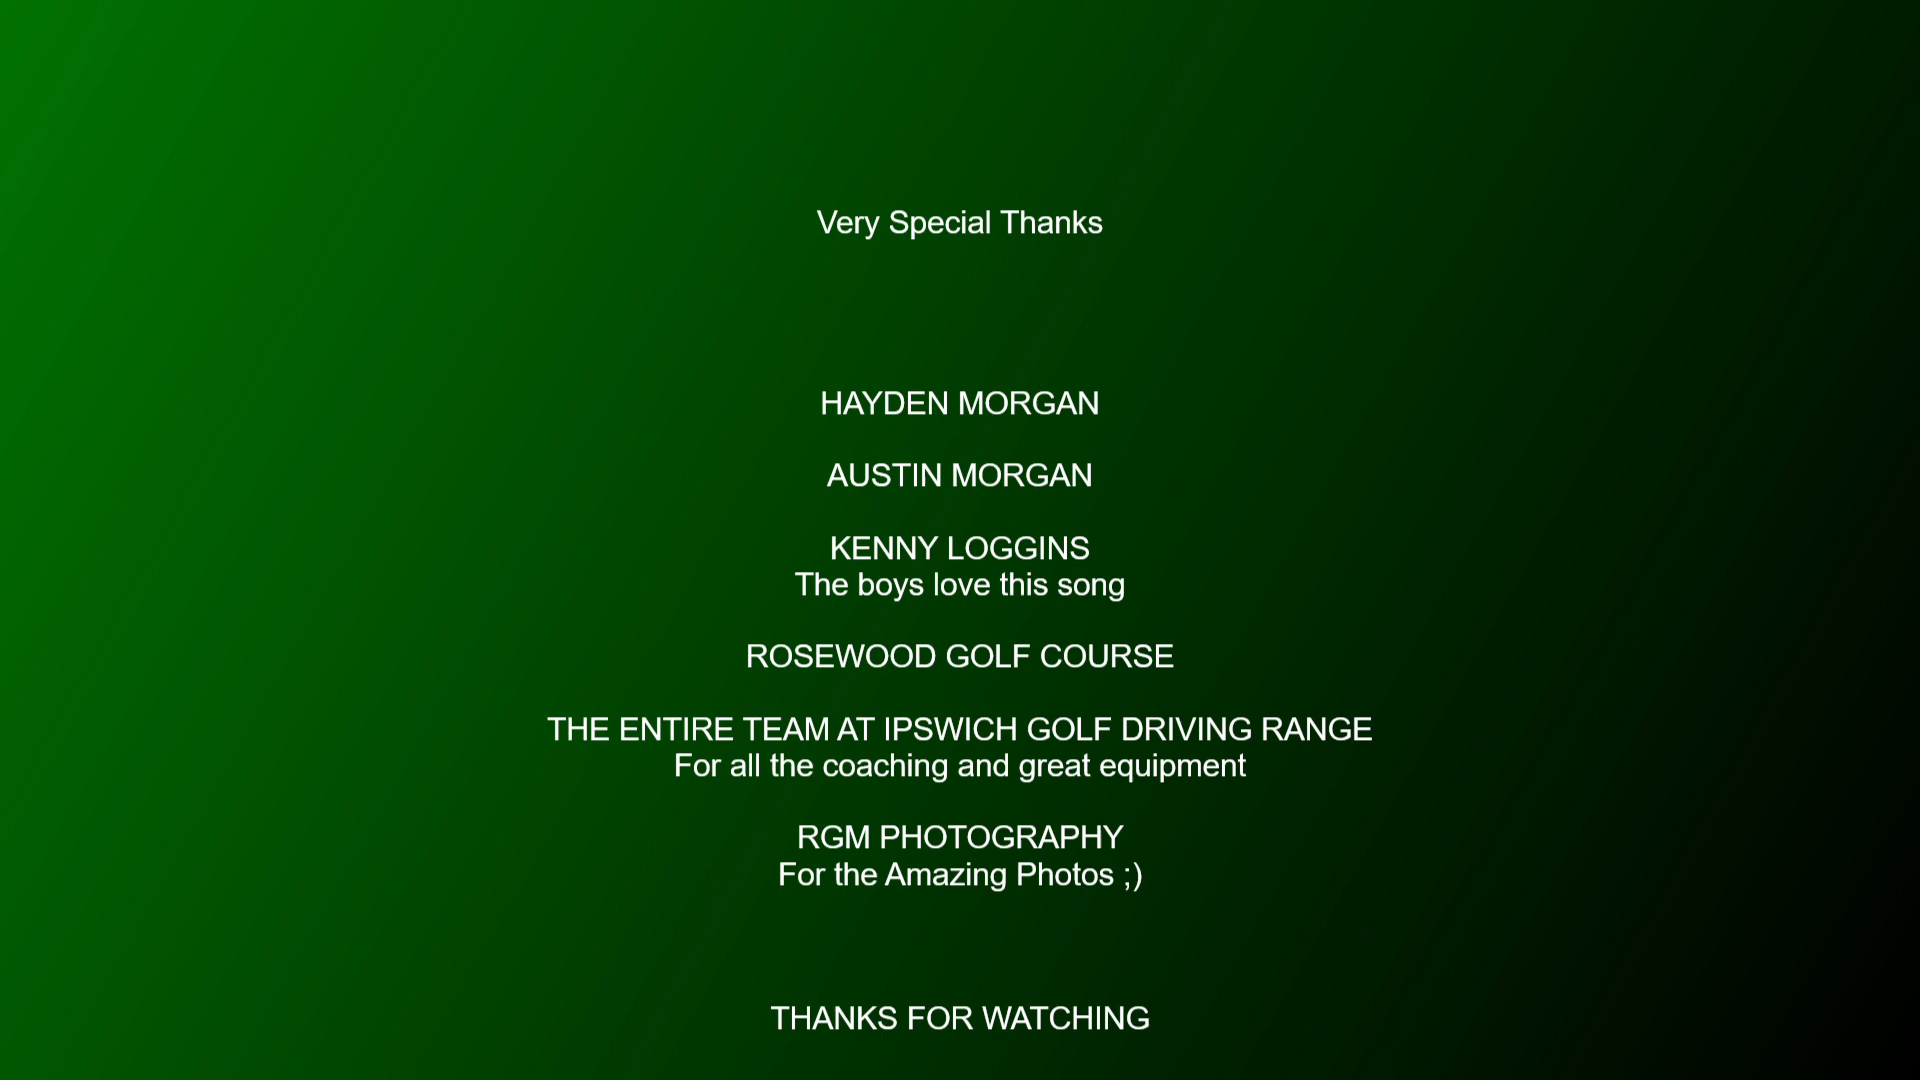 Very Special Thanks
HAYDEN MORGAN
AUSTIN MORGAN
KENNY LOGGINS
The boys love this song
ROSEWOOD GOLF COURSE
THE ENTIRE TEAM AT IPSWICH GOLF DRIVING RANGE
For all the coaching and great equipment
RGM PHOTOGRAPHY
For the Amazing Photos ;)
THANKS FOR WATCHING